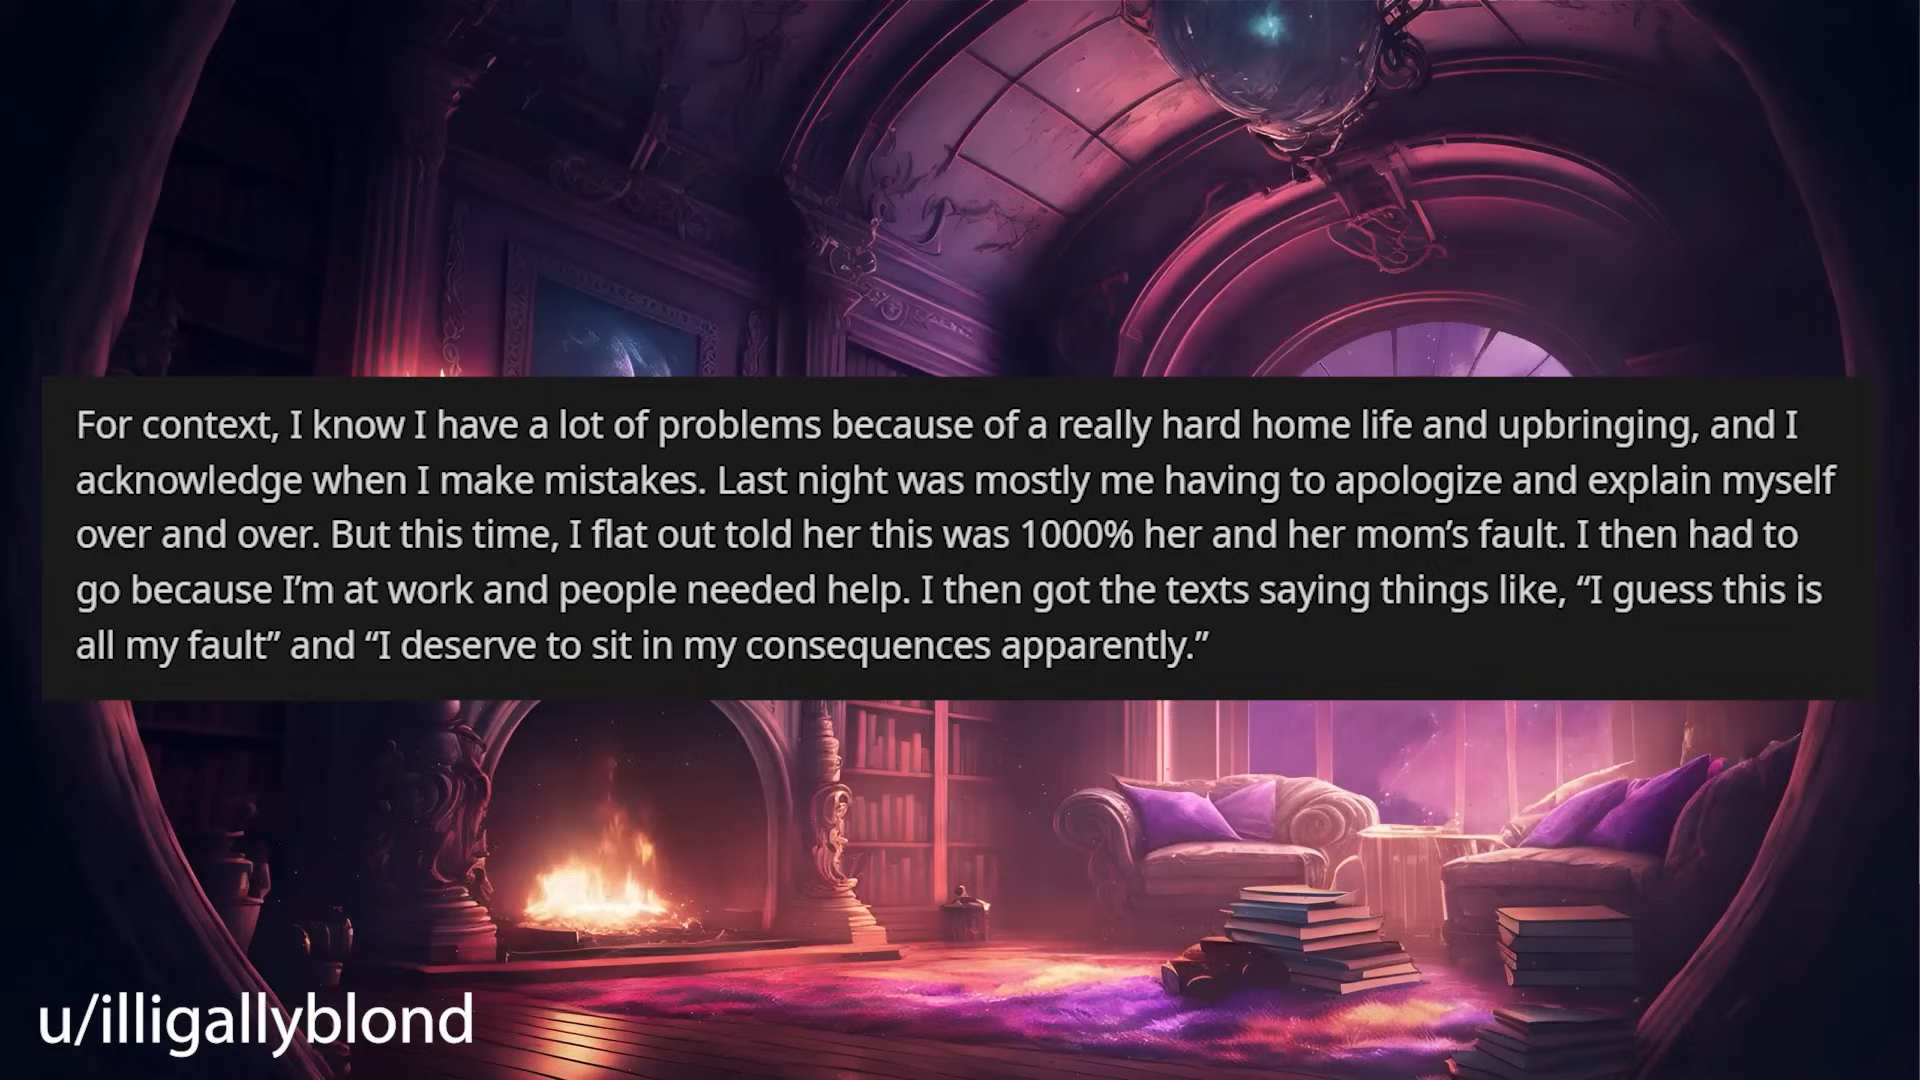 For context, I know I have a lot of problems because of a really hard home life and upbringing, and I
acknowledge when I make mistakes. Last night was mostly me having to apologize and explain myself
over and over. But this time, I flat out told her this was 1000% her and her mom’s fault. I then had to
go because I’m at work and people needed help. I then got the texts saying things like, “I guess this is
all my fault” and “I deserve to sit in my consequences apparently.”
u/illigallyblond